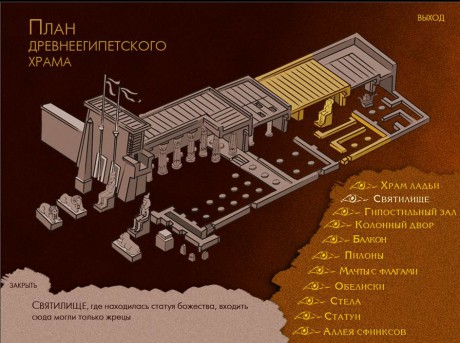 ВЫХОД
ПЛАН
ДРЕВНЕЕГИПЕТСКОГО
ХРАМА
ХРАМ ЛАДЬИ
СВЯТИЛИЩЕ
ГИПОСТИЛЬНЫЙ ЗАЛ
КОЛОННЫЙ ДВОР
БАЛКОН
ПИЛОНЫ
МАЧТЫ С ФЛАГАМИ
ОБЕЛИСКИ
СТЕЛА
СТАТУИ
АЛЛЕЯ СФИНКСОВ
ЗАКРЫТЬ
СВЯТИЛИЩЕ, где находилась статуя божества, входить
сюда могли только жрецы